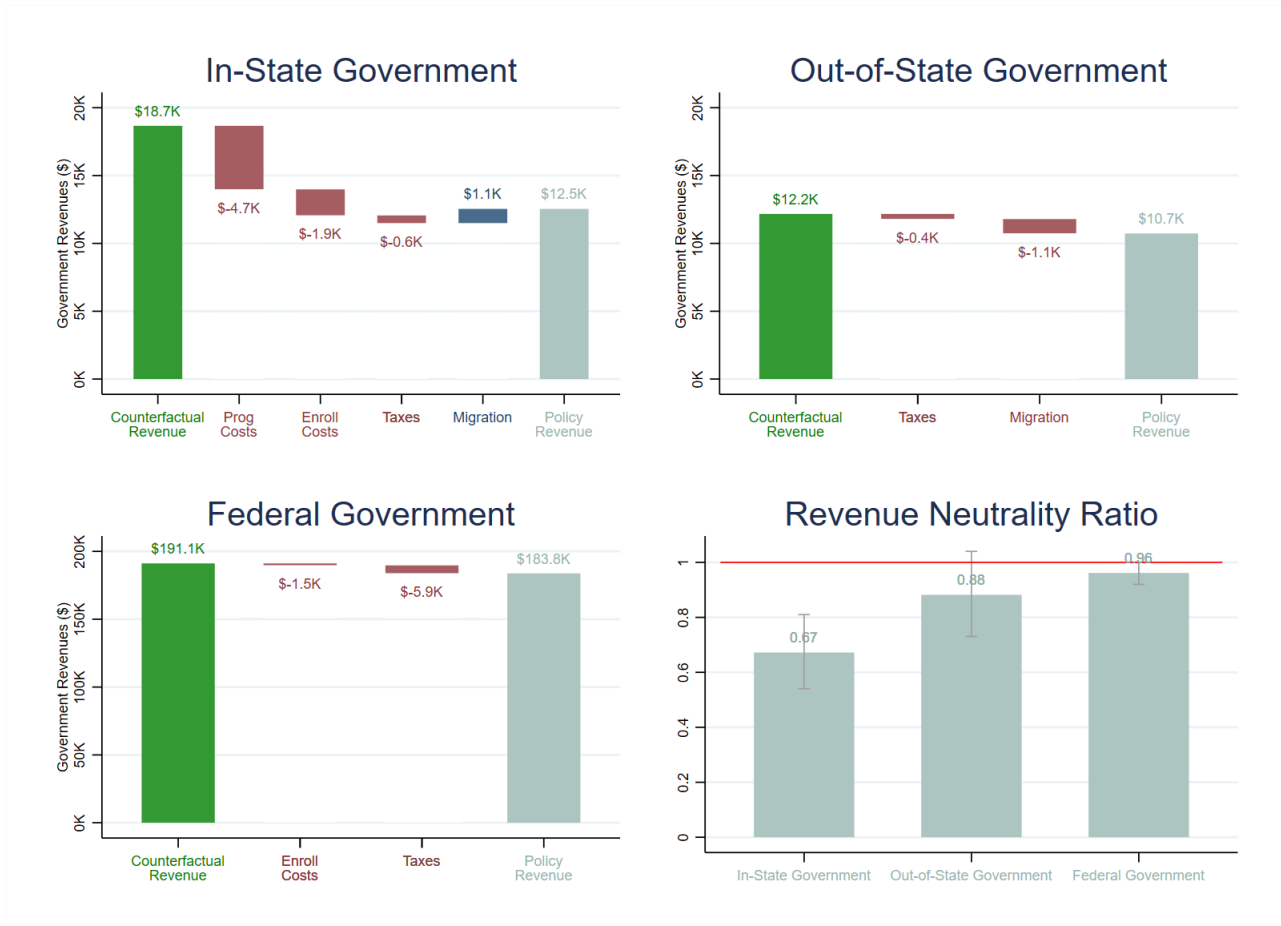 In-State Government
Government Revenues ($)
20K
15K
10K
5K
0K
$18.7K
$-4.7K
$-1.9K
$-0.6K
$1.1K
$12.5K
Counterfactual
Revenue
Prog
Costs
Enroll
Costs
Taxes
Migration
Policy
Revenue
Out-of-State Government
Government Revenues ($)
20K
15K
10K
5K
0K
$12.2K
$-0.4K
$-1.1K
$10.7K
Counterfactual
Revenue
Taxes
Migration
Policy
Revenue
Federal Government
Government Revenues ($)
200K
150K
100K
50K
0K
$191.1K
$-1.5K
$-5.9K
$183.8K
Counterfactual
Revenue
Enroll
Costs
Taxes
Policy
Revenue
Revenue Neutrality Ratio
1
0.8
0.6
0.4
0.2
0
0.67
0.88
0.96
In-State Government
Out-of-State Government
Federal Government